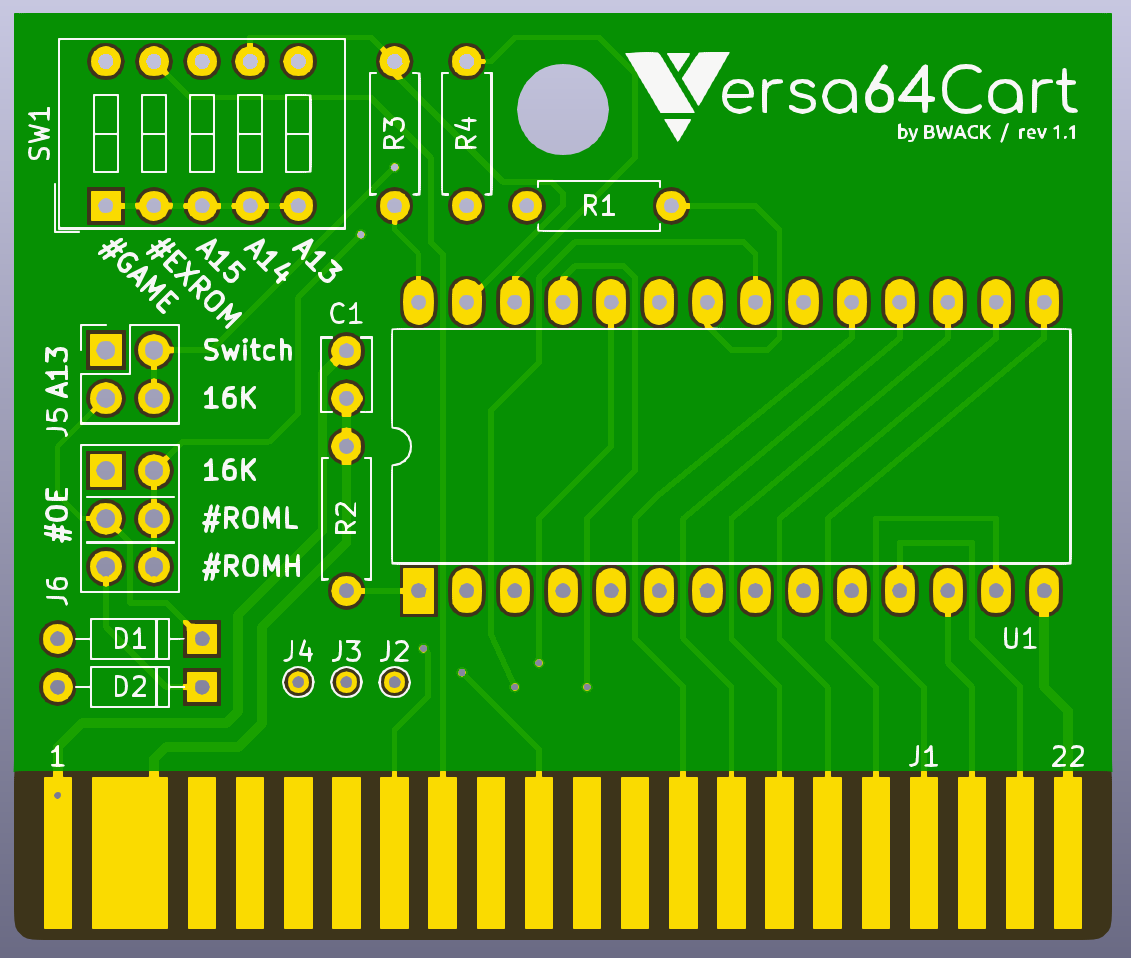 Versa64Cart
by BWACK / rev 1.1
SW1
R3
R4
R1
#GAME
#EXROM
A15
A14
A13
C1
J5 A13
Switch
16K
J6 #OE
16K
#ROML
#ROMH
R2
D1
D2
J4
J3
J2
U1
1
J1
22